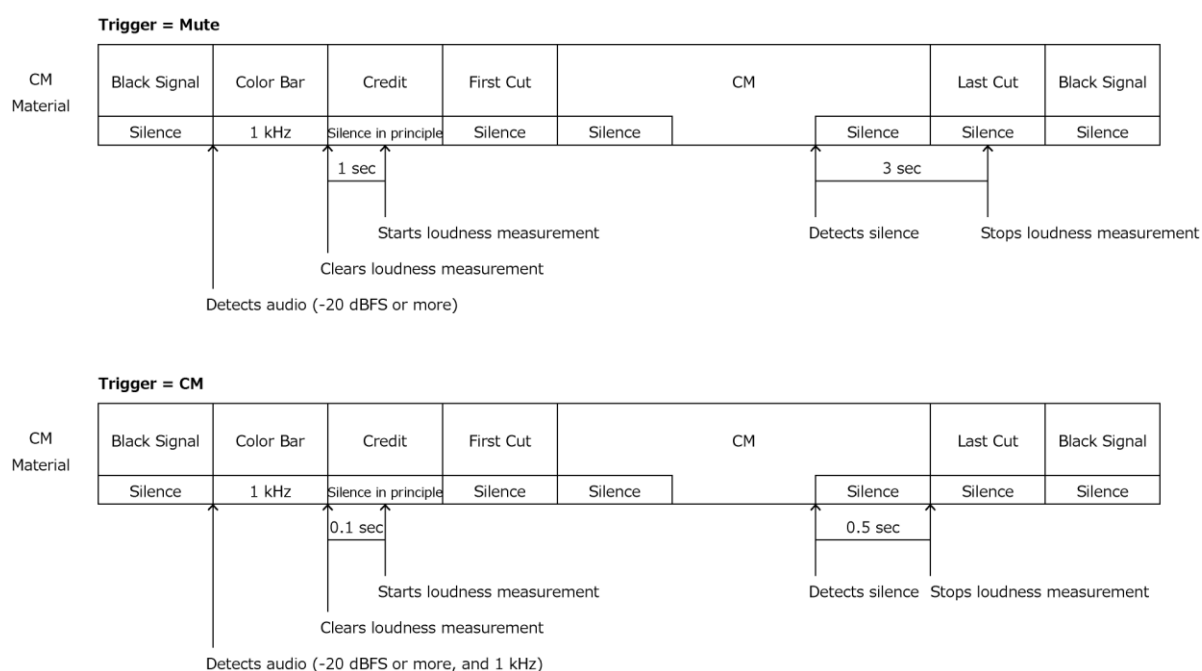 Trigger = Mute
CM
Material
Black Signal Color Bar Credit First Cut CM Last Cut Black Signal
Silence 1 kHz Silence in principle Silence Silence Silence Silence Silence
1 sec 3 sec
Starts loudness measurement Detects silence Stops loudness measurement
Clears loudness measurement
Detects audio (-20 dBFS or more)
Trigger = CM
CM
Material
Black Signal Color Bar Credit First Cut CM Last Cut Black Signal
Silence 1 kHz Silence in principle Silence Silence Silence Silence Silence
0.1 sec 0.5 sec
Starts loudness measurement Detects silence Stops loudness measurement
Clears loudness measurement
Detects audio (-20 dBFS or more, and 1 kHz)